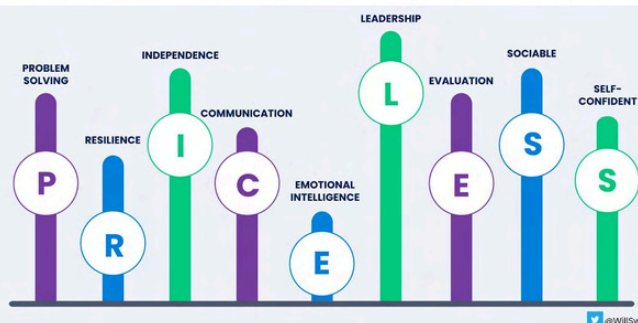 PROBLEM
SOLVING
P
RESILIENCE
R
INDEPENDENCE
I
COMMUNICATION
C
EMOTIONAL
INTELLIGENCE
E
LEADERSHIP
L
EVALUATION
E
SOCIABLE
S
SELF-
CONFIDENT
S